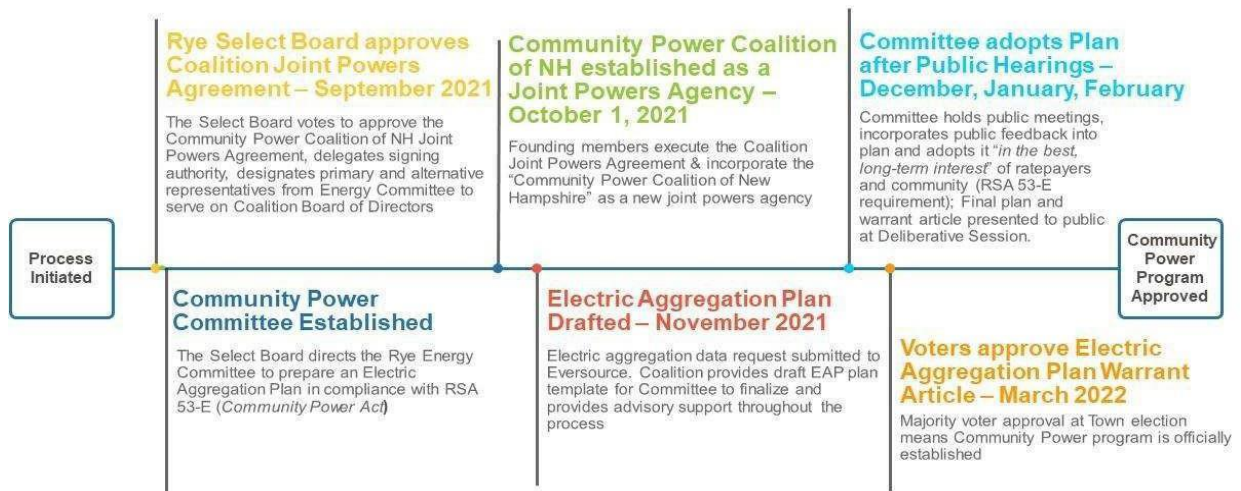 Process
Initiated
Rye Select Board approves
Coalition Joint Powers
Agreement – September 2021
The Select Board votes to approve the
Community Power Coalition of NH Joint
Powers Agreement, delegates signing
authority, designates primary and alternative
representatives from Energy Committee to
serve on Coalition Board of Directors
Community Power
Committee Established
The Select Board directs the Rye Energy
Committee to prepare an Electric
Aggregation Plan in compliance with RSA
53-E (Community Power Act)
Community Power Coalition
of NH established as a
Joint Powers Agency –
October 1, 2021
Founding members execute the Coalition
Joint Powers Agreement & incorporate the
“Community Power Coalition of New
Hampshire” as a new joint powers agency
Electric Aggregation Plan
Drafted – November 2021
Electric aggregation data request submitted to
Eversource. Coalition provides draft EAP plan
template for Committee to finalize and
provides advisory support throughout the
process
Committee adopts Plan
after Public Hearings –
December, January, February
Committee holds public meetings,
incorporates public feedback into
plan and adopts it “in the best,
long-term interest” of ratepayers
and community (RSA 53-E
requirement); Final plan and
warrant article presented to public
at Deliberative Session.
Voters approve Electric
Aggregation Plan Warrant
Article – March 2022
Majority voter approval at Town election
means Community Power program is officially
established
Community
Power
Program
Approved